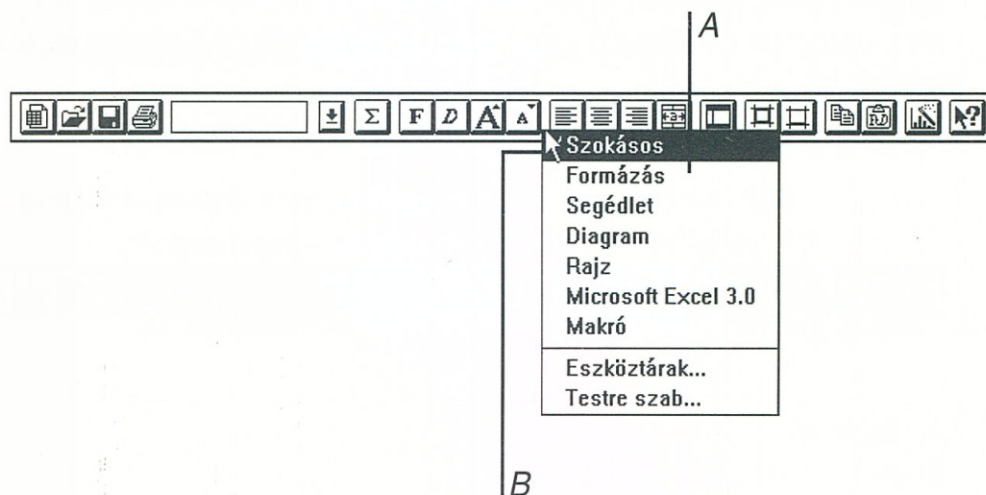 A
Σ F D A A a ?
Szokásos
Formázás
Segédlet
Diagram
Rajz
Microsoft Excel 3.0
Makró
Eszköztárak...
Testre szab...
B